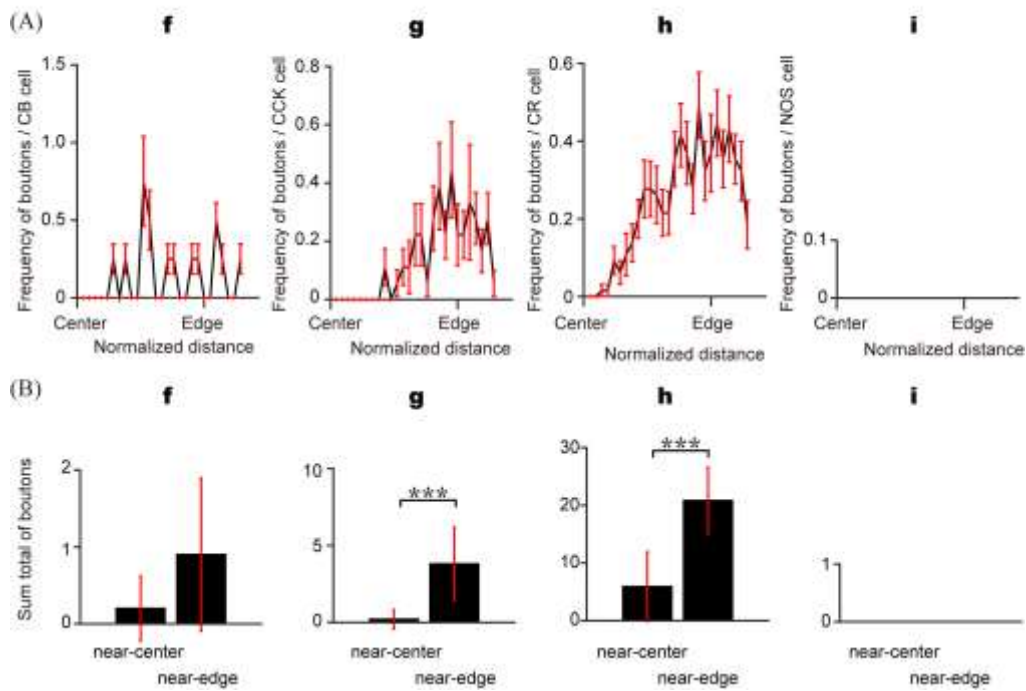 (A)
f
g
h
i
Frequency of boutons / CB cell
1.5
1.0
0.5
0
Center
Edge
Normalized distance
Frequency of boutons / CCK cell
0.8
0.6
0.4
0.2
0
Center
Edge
Normalized distance
Frequency of boutons / CR cell
0.6
0.4
0.2
0
Center
Edge
Normalized distance
Frequency of boutons / NOS cell
0.1
0
Center
Edge
Normalized distance
(B)
f
g
h
i
Sum total of boutons
2
1
0
near-center
near-edge
10
5
0
***
near-center
near-edge
30
20
10
0
***
near-center
near-edge
1
0
near-center
near-edge